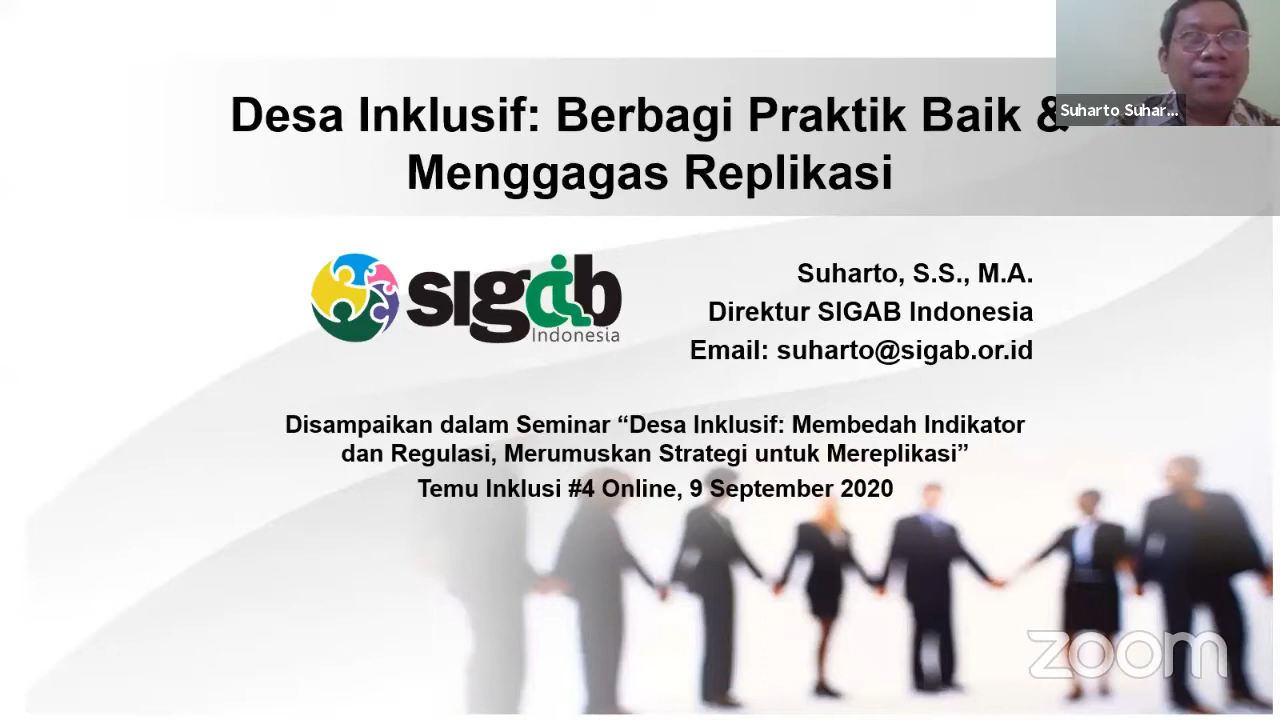 Desa Inklusif: Berbagi Praktik Baik &
Menggagas Replikasi
Suharto Suhar...
sigab
Indonesia
Suharto, S.S., M.A.
Direktur SIGAB Indonesia
Email: suharto@sigab.or.id
Disampaikan dalam Seminar “Desa Inklusif: Membedah Indikator
dan Regulasi, Merumuskan Strategi untuk Mereplikasi”
Temu Inklusi #4 Online, 9 September 2020
zoom